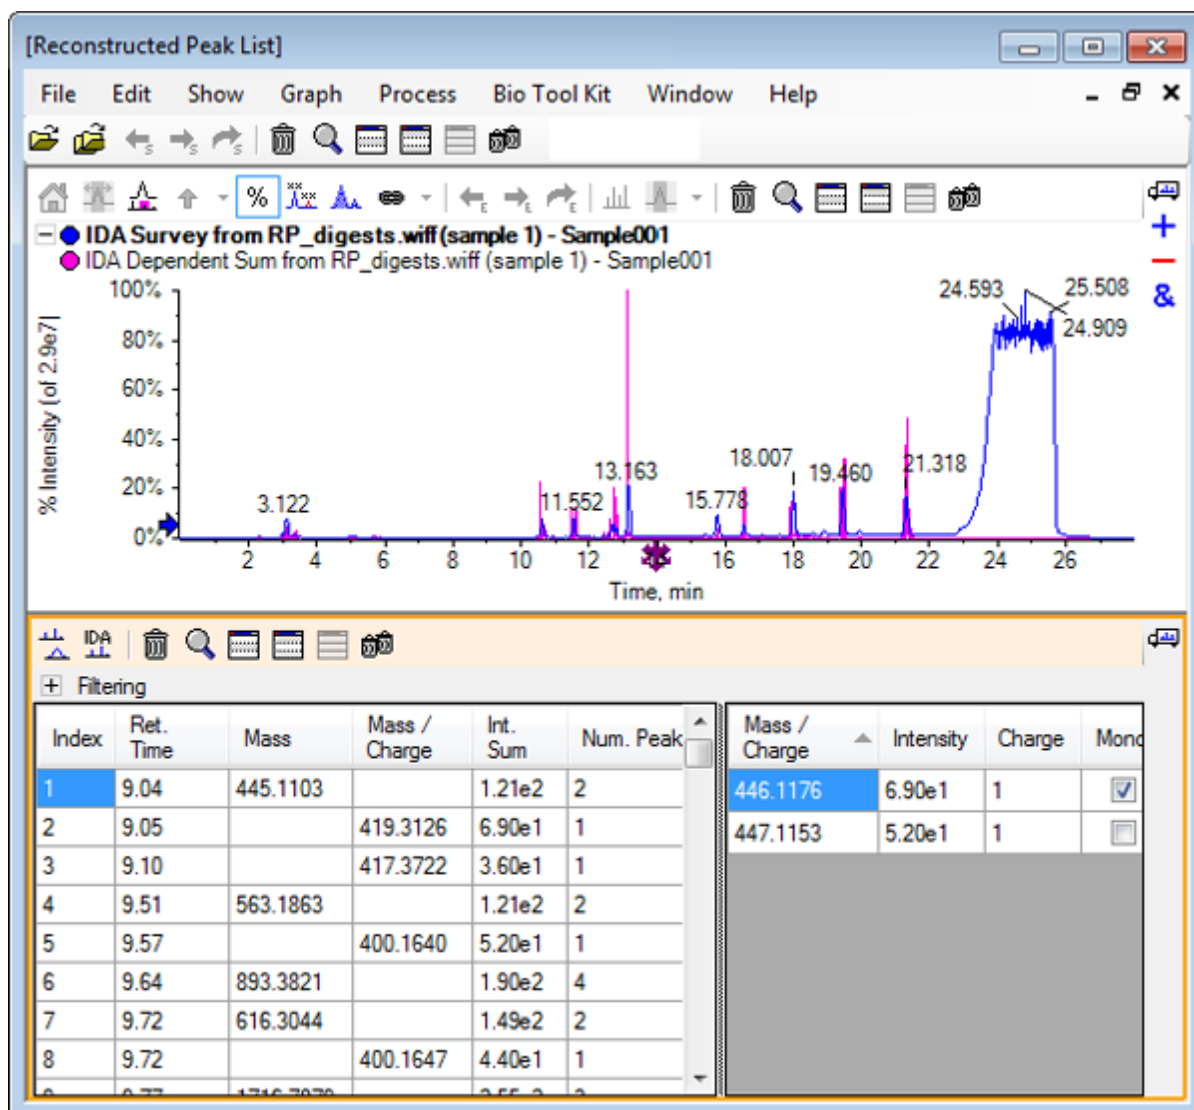 [Reconstructed Peak List]
File Edit Show Graph Process Bio Tool Kit Window Help
%
IDA Survey from RP_digests.wiff (sample 1) - Sample001
IDA Dependent Sum from RP_digests.wiff (sample 1) - Sample001
% Intensity (of 2.9e7)
100%
80%
60%
40%
20%
0%
3.122
11.552
13.163
15.778
18.007
19.460
21.318
24.593
25.508
24.909
2 4 6 8 10 12 16 18 20 22 24 26
Time, min
IDA
Filtering
Index Ret. Time Mass Mass / Charge Int. Sum Num. Peak
1 9.04 445.1103 1.21e2 2
2 9.05 419.3126 6.90e1 1
3 9.10 417.3722 3.60e1 1
4 9.51 563.1863 1.21e2 2
5 9.57 400.1640 5.20e1 1
6 9.64 893.3821 1.90e2 4
7 9.72 616.3044 1.49e2 2
8 9.72 400.1647 4.40e1 1
Mass / Charge Intensity Charge Mono
446.1176 6.90e1 1
447.1153 5.20e1 1